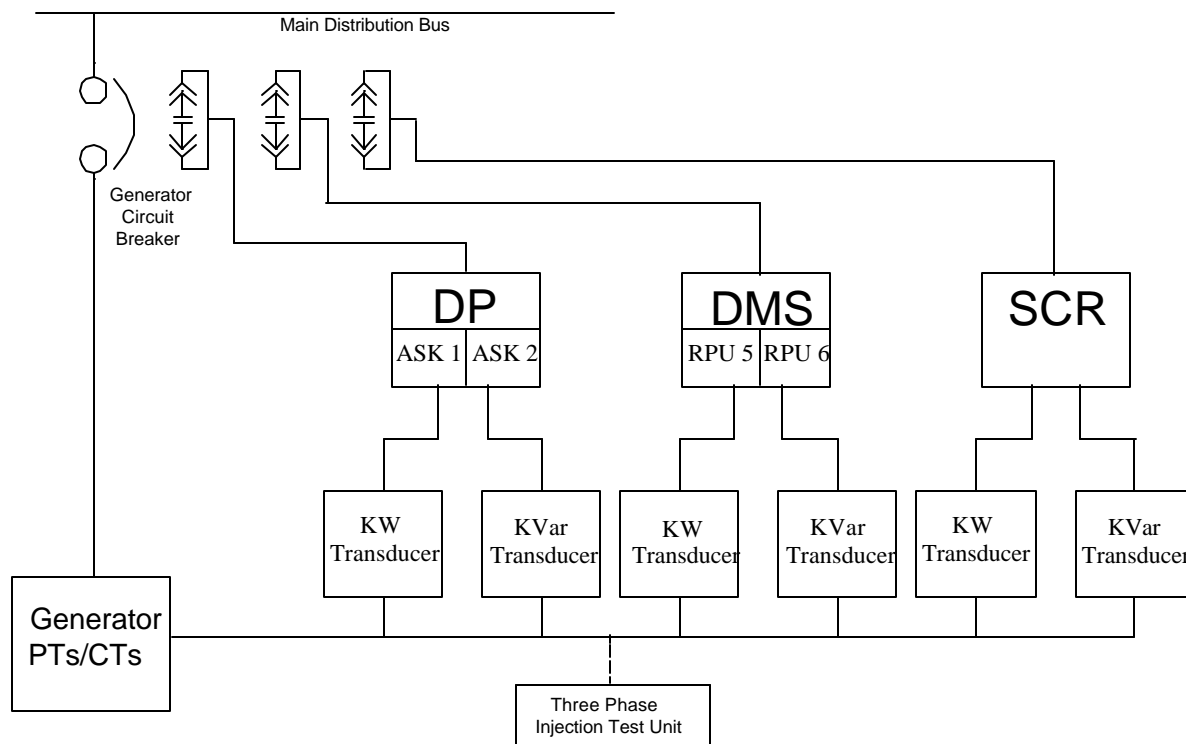 Main Distribution Bus
Generator
Circuit
Breaker
DP
ASK 1
ASK 2
DMS
RPU 5
RPU 6
SCR
KW
Transducer
KVar
Transducer
KW
Transducer
KVar
Transducer
KW
Transducer
KVar
Transducer
Generator
PTs/CTs
Three Phase
Injection Test Unit